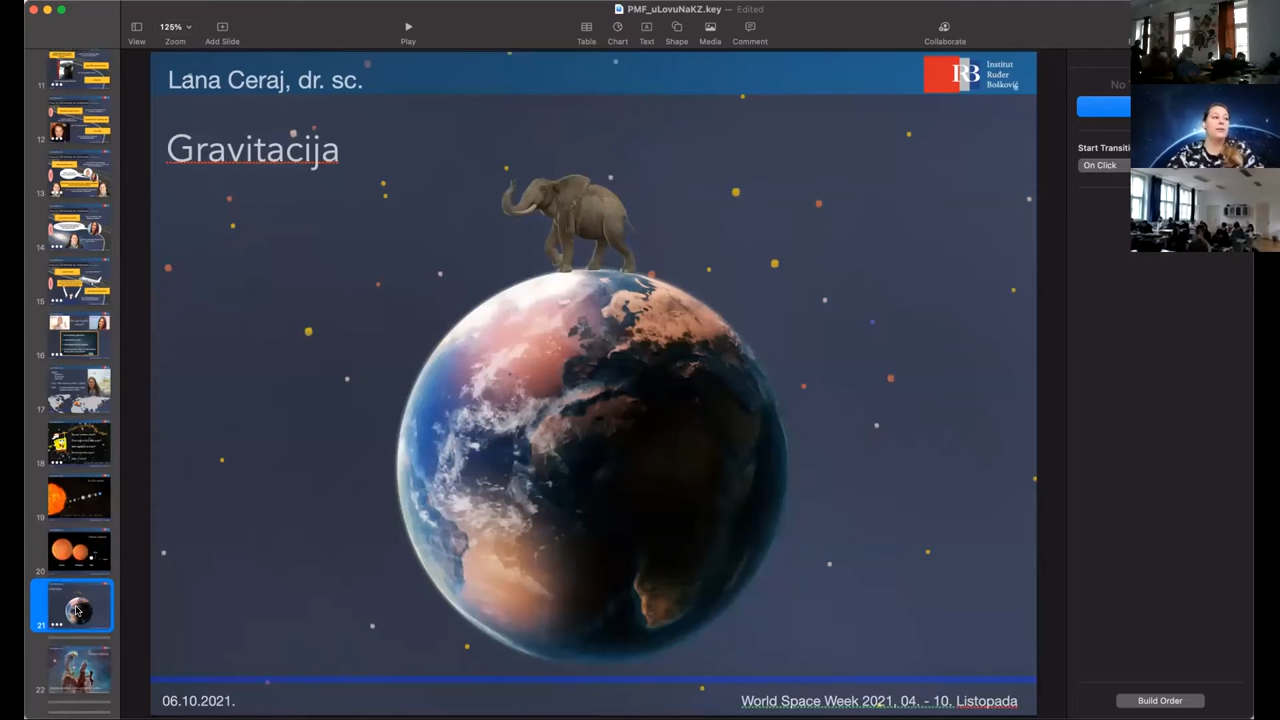 PMF_uLovuNaKZ.key — Edited
125%
View
Zoom
Add Slide
Play
Table
Chart
Text
Shape
Media
Comment
Collaborate
Lana Ceraj, dr. sc.
Institut
Ruđer
Bošković
Gravitacija
No
Start Transiti
On Click
11
12
13
14
15
16
17
18
19
20
21
22
06.10.2021.
World Space Week 2021, 04. - 10. Listopada
Build Order